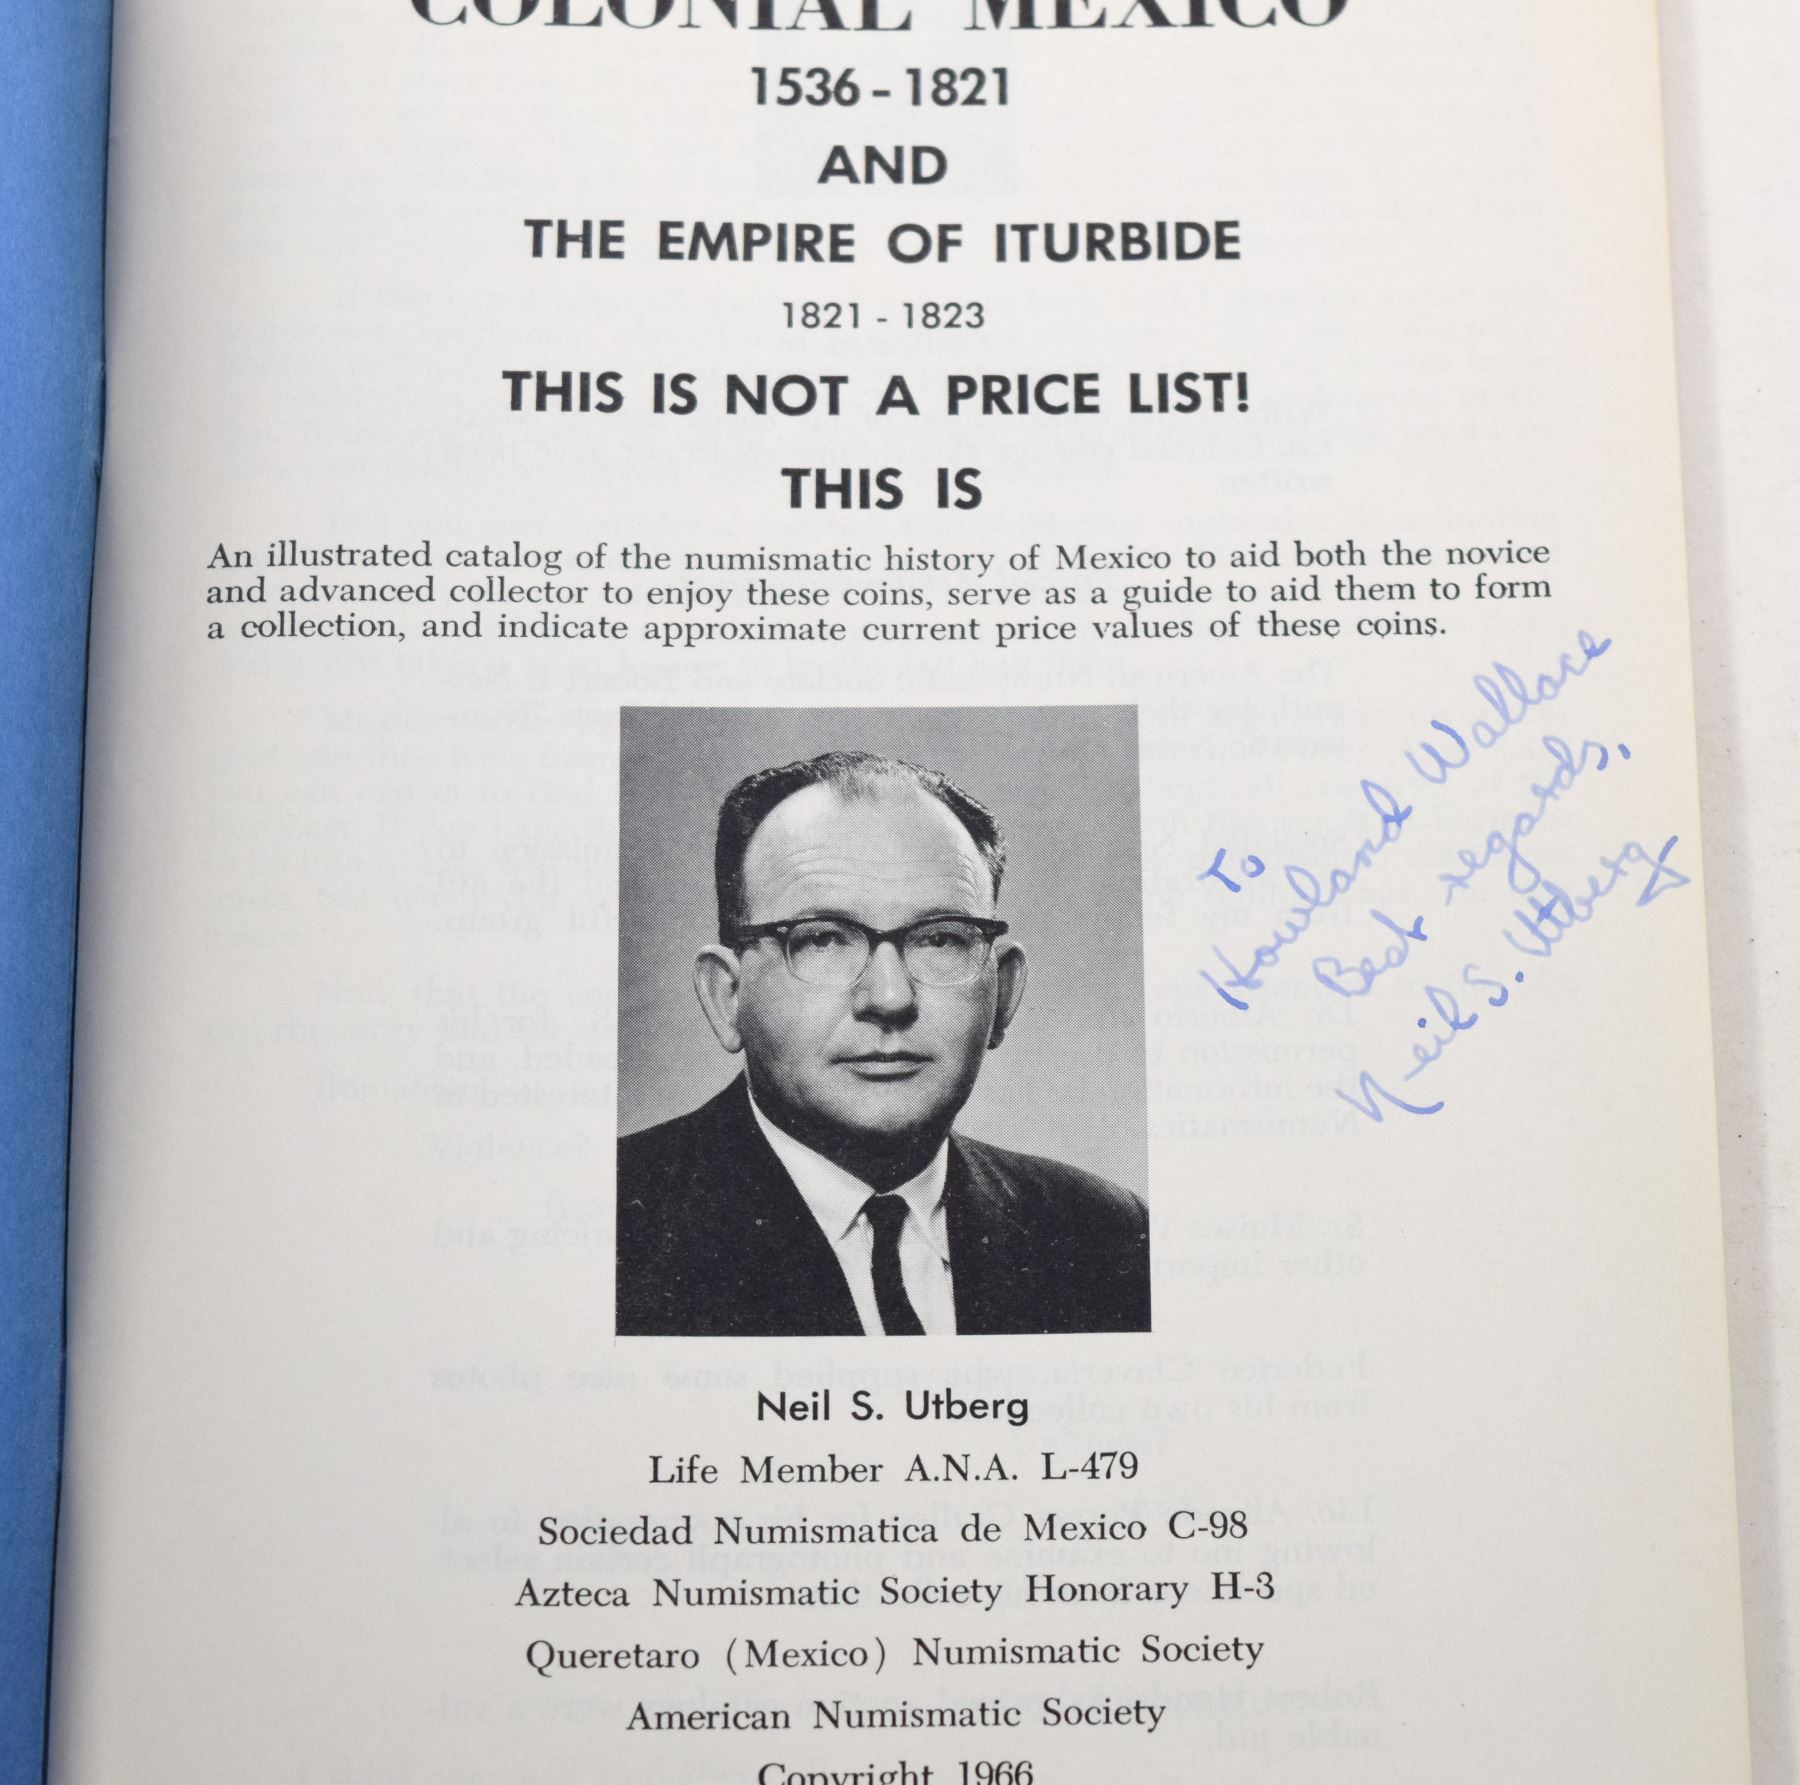 COLONIAL MEXICO
1536 - 1821
AND
THE EMPIRE OF ITURBIDE
1821 - 1823
THIS IS NOT A PRICE LIST!
THIS IS
An illustrated catalog of the numismatic history of Mexico to aid both the novice
and advanced collector to enjoy these coins, serve as a guide to aid them to form
a collection, and indicate approximate current price values of these coins.
To
Howland Wallace
Best regards,
Neil S. Utberg
Neil S. Utberg
Life Member A.N.A. L-479
Sociedad Numismatica de Mexico C-98
Azteca Numismatic Society Honorary H-3
Queretaro (Mexico) Numismatic Society
American Numismatic Society
Copyright 1966